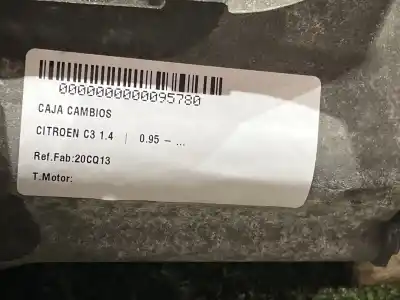 0000000000095780
CAJA CAMBIOS
CITROEN C3 1.4 | 0.95 – ...
Ref.Fab:20CQ13
T.Motor: